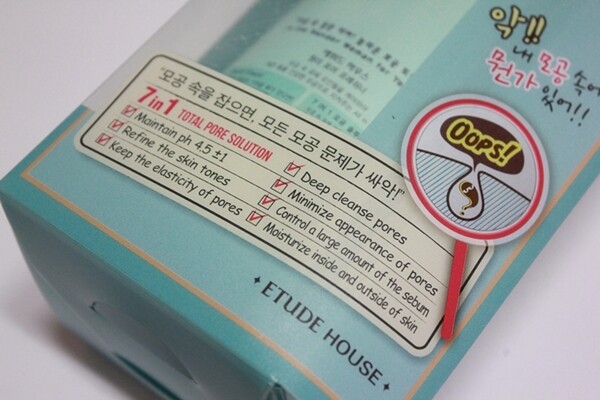 악!!
내 모공 속에
뭔가
있어!!
OOPS!
"모공 속을 잡으면, 모든 모공 문제가 싸악!"
7in1 TOTAL PORE SOLUTION
Maintain ph 4.5 ±1
Refine the skin tones
Keep the elasticity of pores
Deep cleanse pores
Minimize appearance of pores
Control a large amount of the sebum
Moisturize inside and outside of skin
ETUDE HOUSE